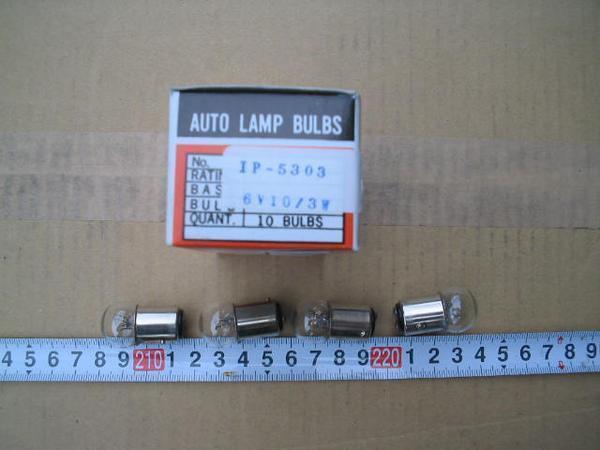 AUTO LAMP BULBS
No. IP-5303
RATI
BAS
BUL 6V10/3W
QUANT. 10 BULBS
4 5 6 7 8 9 210 1 2 3 4 5 6 7 8 9 220 1 2 3 4 5 6 7 8 9